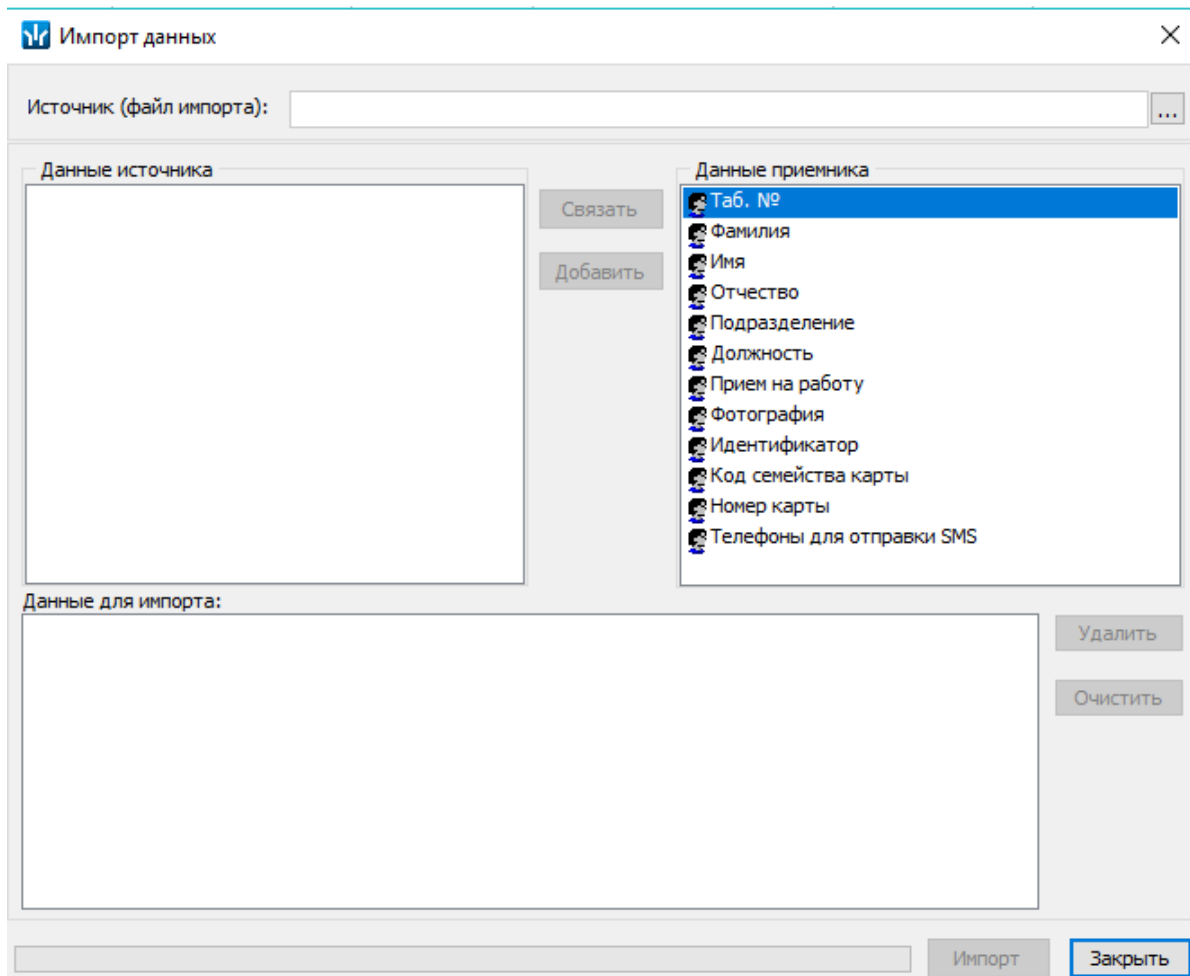 Импорт данных
Источник (файл импорта):
...
Данные источника
Данные приемника
Связать
Добавить
Таб. №
Фамилия
Имя
Отчество
Подразделение
Должность
Прием на работу
Фотография
Идентификатор
Код семейства карты
Номер карты
Телефоны для отправки SMS
Данные для импорта:
Удалить
Очистить
Импорт
Закрыть